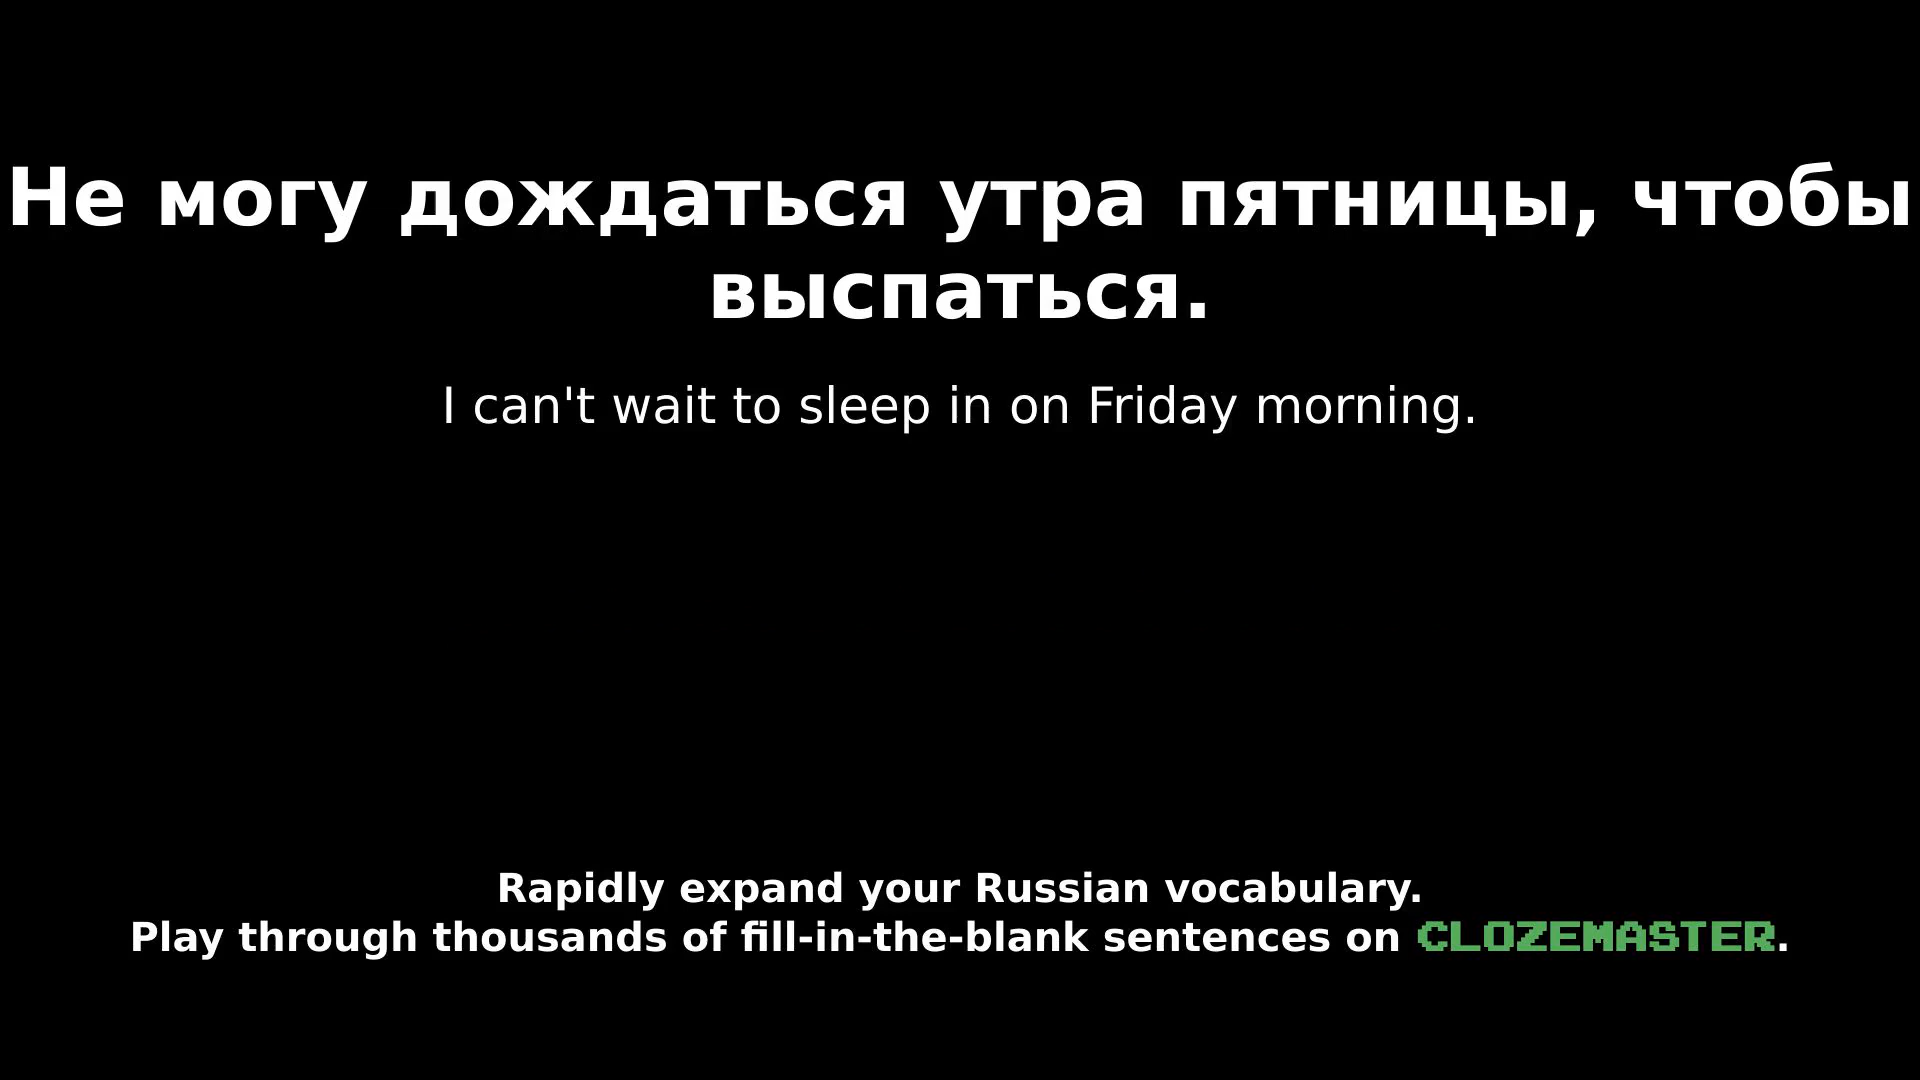 Не могу дождаться утра пятницы, чтобы
выспаться.
I can't wait to sleep in on Friday morning.
Rapidly expand your Russian vocabulary.
Play through thousands of fill-in-the-blank sentences on CLOZEMASTER.